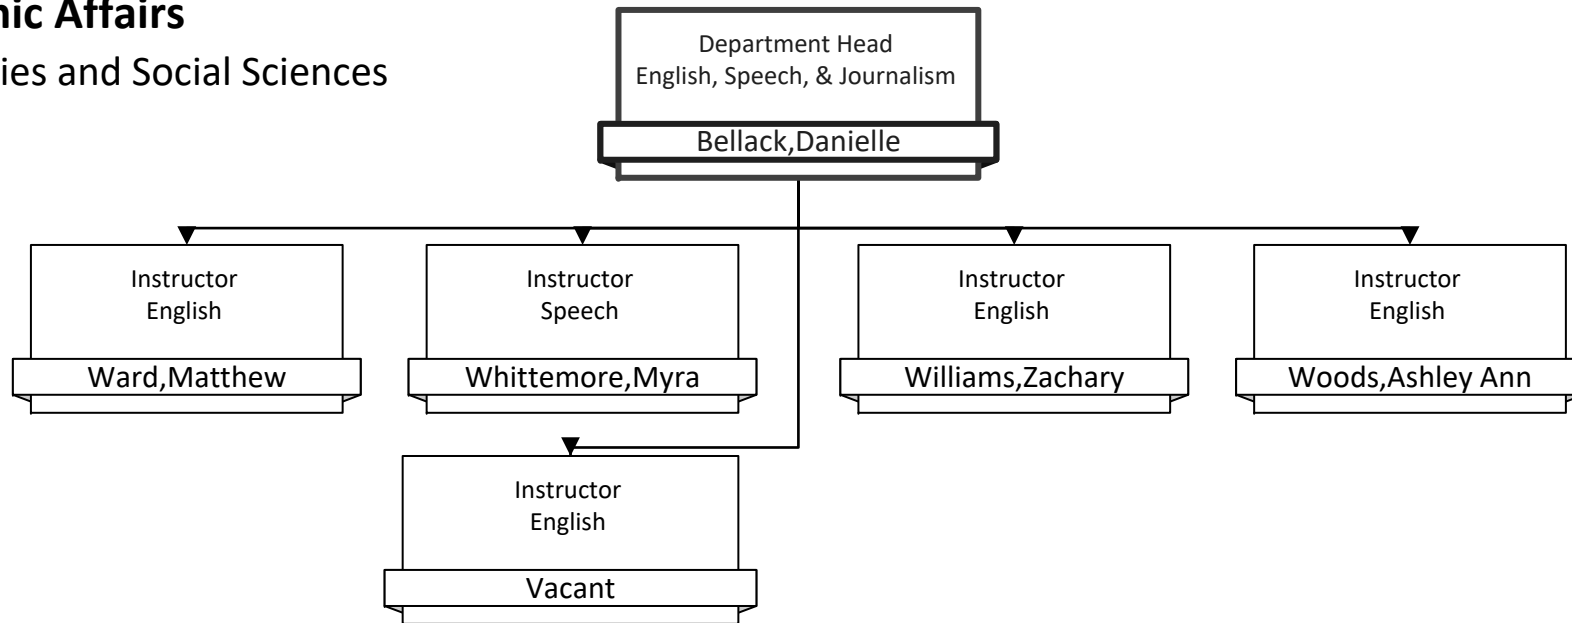 nic Affairs
ies and Social Sciences
Department Head
English, Speech, & Journalism
Bellack,Danielle
Instructor
English
Ward,Matthew
Instructor
Speech
Whittemore,Myra
Instructor
English
Williams,Zachary
Instructor
English
Woods,Ashley Ann
Instructor
English
Vacant